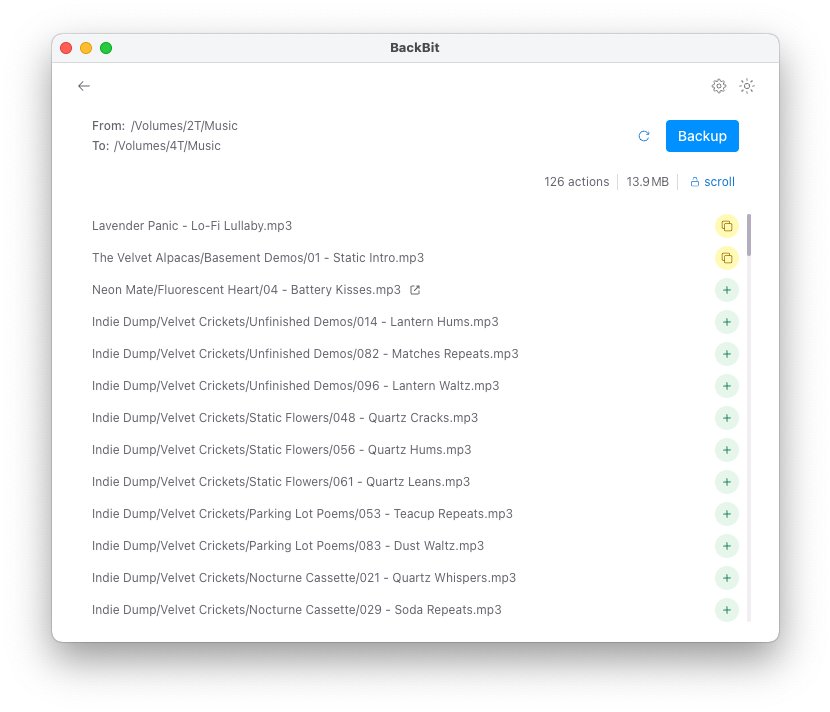 BackBit
From: /Volumes/2T/Music
To: /Volumes/4T/Music
Backup
126 actions
13.9 MB
scroll
Lavender Panic - Lo-Fi Lullaby.mp3
The Velvet Alpacas/Basement Demos/01 - Static Intro.mp3
Neon Mate/Fluorescent Heart/04 - Battery Kisses.mp3
Indie Dump/Velvet Crickets/Unfinished Demos/014 - Lantern Hums.mp3
Indie Dump/Velvet Crickets/Unfinished Demos/082 - Matches Repeats.mp3
Indie Dump/Velvet Crickets/Unfinished Demos/096 - Lantern Waltz.mp3
Indie Dump/Velvet Crickets/Static Flowers/048 - Quartz Cracks.mp3
Indie Dump/Velvet Crickets/Static Flowers/056 - Quartz Hums.mp3
Indie Dump/Velvet Crickets/Static Flowers/061 - Quartz Leans.mp3
Indie Dump/Velvet Crickets/Parking Lot Poems/053 - Teacup Repeats.mp3
Indie Dump/Velvet Crickets/Parking Lot Poems/083 - Dust Waltz.mp3
Indie Dump/Velvet Crickets/Nocturne Cassette/021 - Quartz Whispers.mp3
Indie Dump/Velvet Crickets/Nocturne Cassette/029 - Soda Repeats.mp3